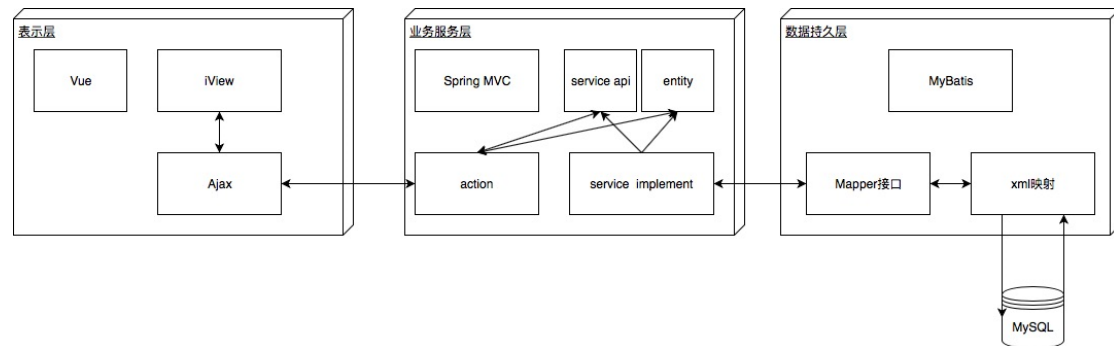 表示层
Vue
iView
Ajax
业务服务层
Spring MVC
service api
entity
action
service implement
数据持久层
MyBatis
Mapper接口
xml映射
MySQL